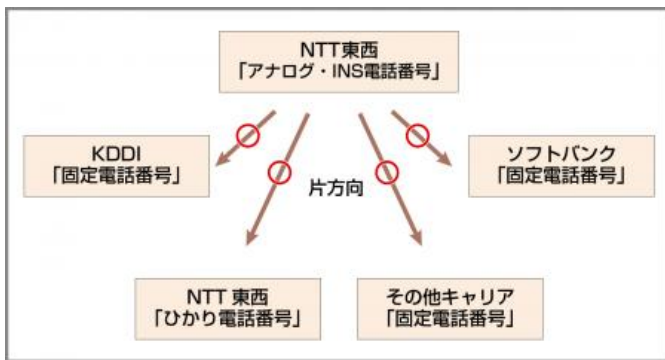 NTT東西
「アナログ・INS電話番号」
KDDI
「固定電話番号」
ソフトバンク
「固定電話番号」
片方向
NTT 東西
「ひかり電話番号」
その他キャリア
「固定電話番号」